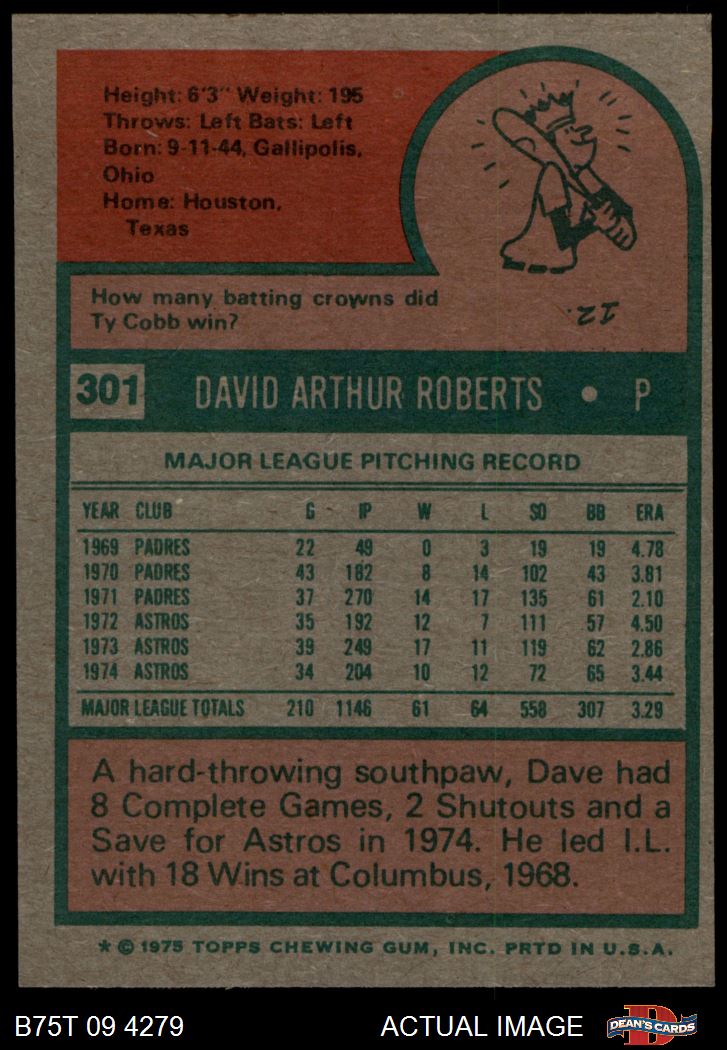 Height: 6'3" Weight: 195
Throws: Left Bats: Left
Born: 9-11-44, Gallipolis,
Ohio
Home: Houston,
Texas
How many batting crowns did
Ty Cobb win?
12.
301 DAVID ARTHUR ROBERTS • P
MAJOR LEAGUE PITCHING RECORD
YEAR CLUB G IP W L SO BB ERA
1969 PADRES 22 49 0 3 19 19 4.78
1970 PADRES 43 182 8 14 102 43 3.81
1971 PADRES 37 270 14 17 135 61 2.10
1972 ASTROS 35 192 12 7 111 57 4.50
1973 ASTROS 39 249 17 11 119 62 2.86
1974 ASTROS 34 204 10 12 72 65 3.44
MAJOR LEAGUE TOTALS 210 1146 61 64 558 307 3.29
A hard-throwing southpaw, Dave had
8 Complete Games, 2 Shutouts and a
Save for Astros in 1974. He led I.L.
with 18 Wins at Columbus, 1968.
* © 1975 TOPPS CHEWING GUM, INC. PRTD IN U.S.A.
B75T 09 4279 ACTUAL IMAGE DEAN'S CARDS